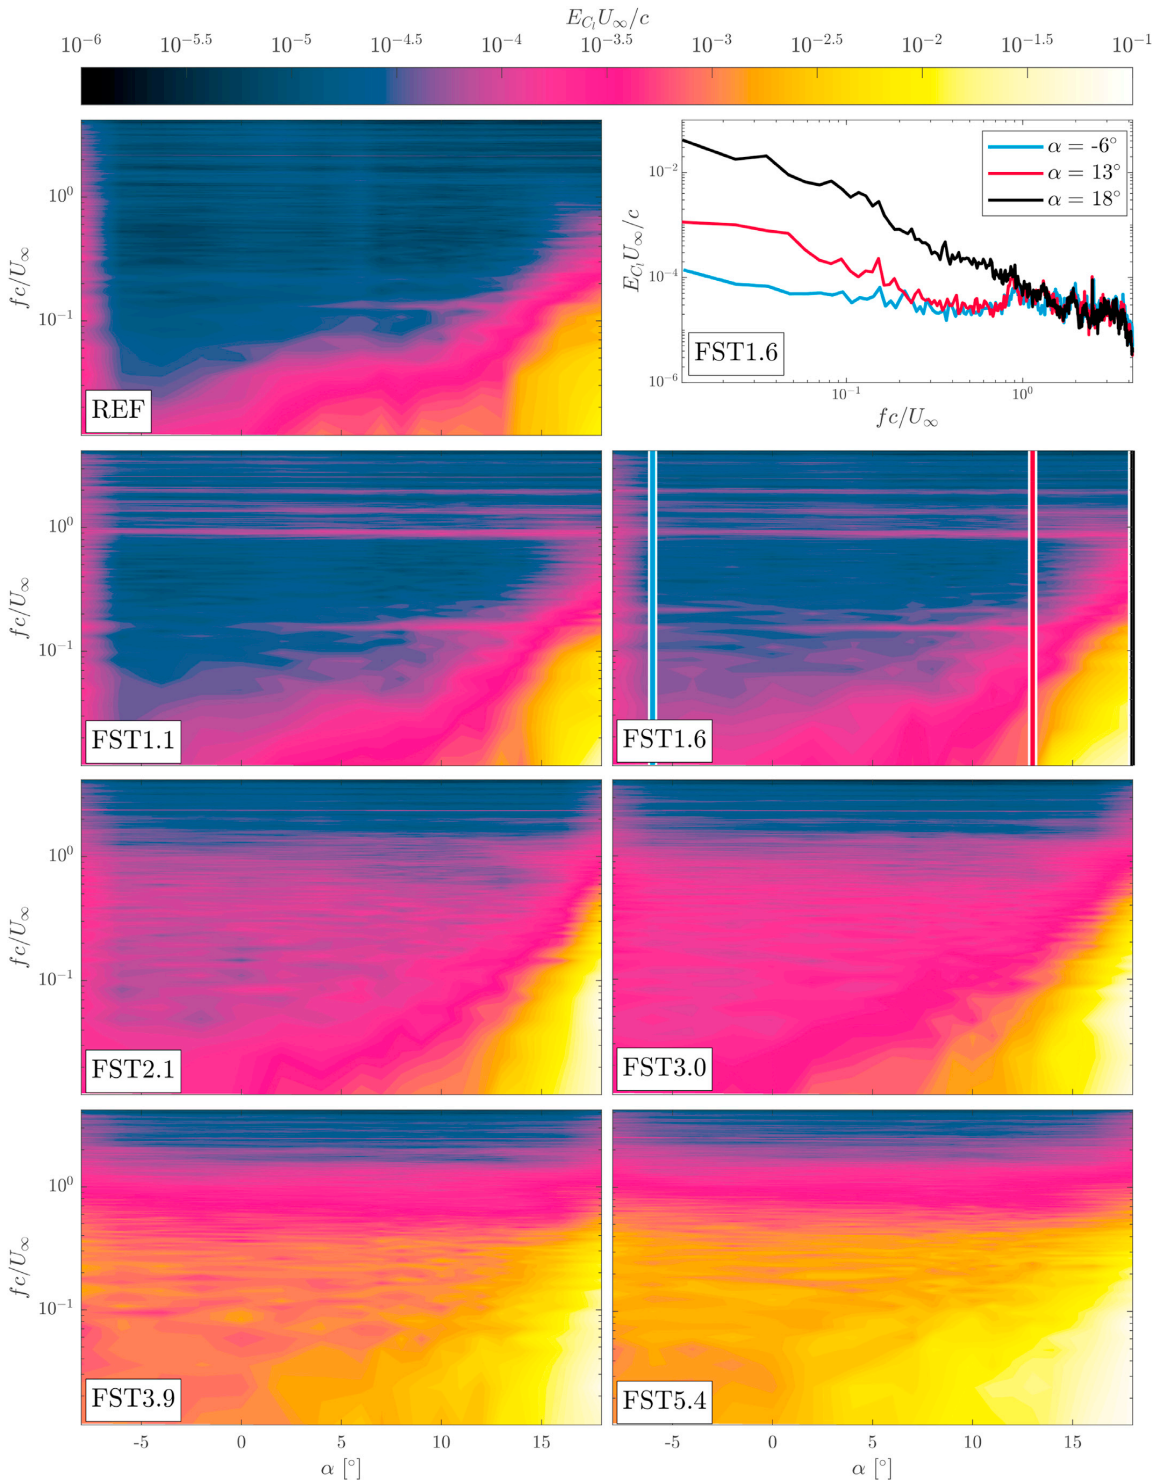 E_{C_l}U_∞/c
10^{-6} 10^{-5.5} 10^{-5} 10^{-4.5} 10^{-4} 10^{-3.5} 10^{-3} 10^{-2.5} 10^{-2} 10^{-1.5} 10^{-1}
fc/U_∞
10^0
10^{-1}
REF
E_{C_l}U_∞/c
10^{-2}
10^{-4}
10^{-6}
α = -6°
α = 13°
α = 18°
FST1.6
10^{-1} 10^0
fc/U_∞
fc/U_∞
10^0
10^{-1}
FST1.1
FST1.6
fc/U_∞
10^0
10^{-1}
FST2.1
FST3.0
fc/U_∞
10^0
10^{-1}
FST3.9
FST5.4
-5 0 5 10 15
-5 0 5 10 15
α [°]
α [°]